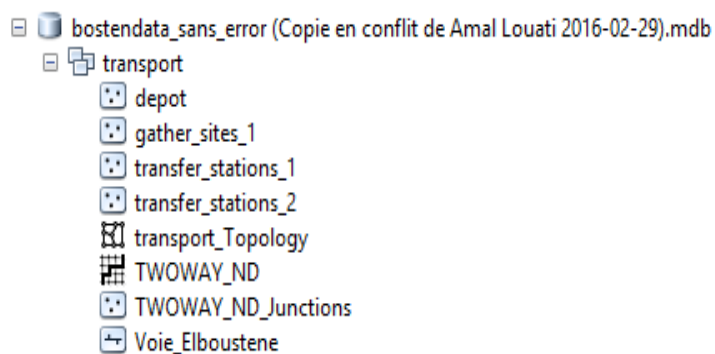 bostendata_sans_error (Copie en conflit de Amal Louati 2016-02-29).mdb
transport
depot
gather_sites_1
transfer_stations_1
transfer_stations_2
transport_Topology
TWOWAY_ND
TWOWAY_ND_Junctions
Voie_Elboustene